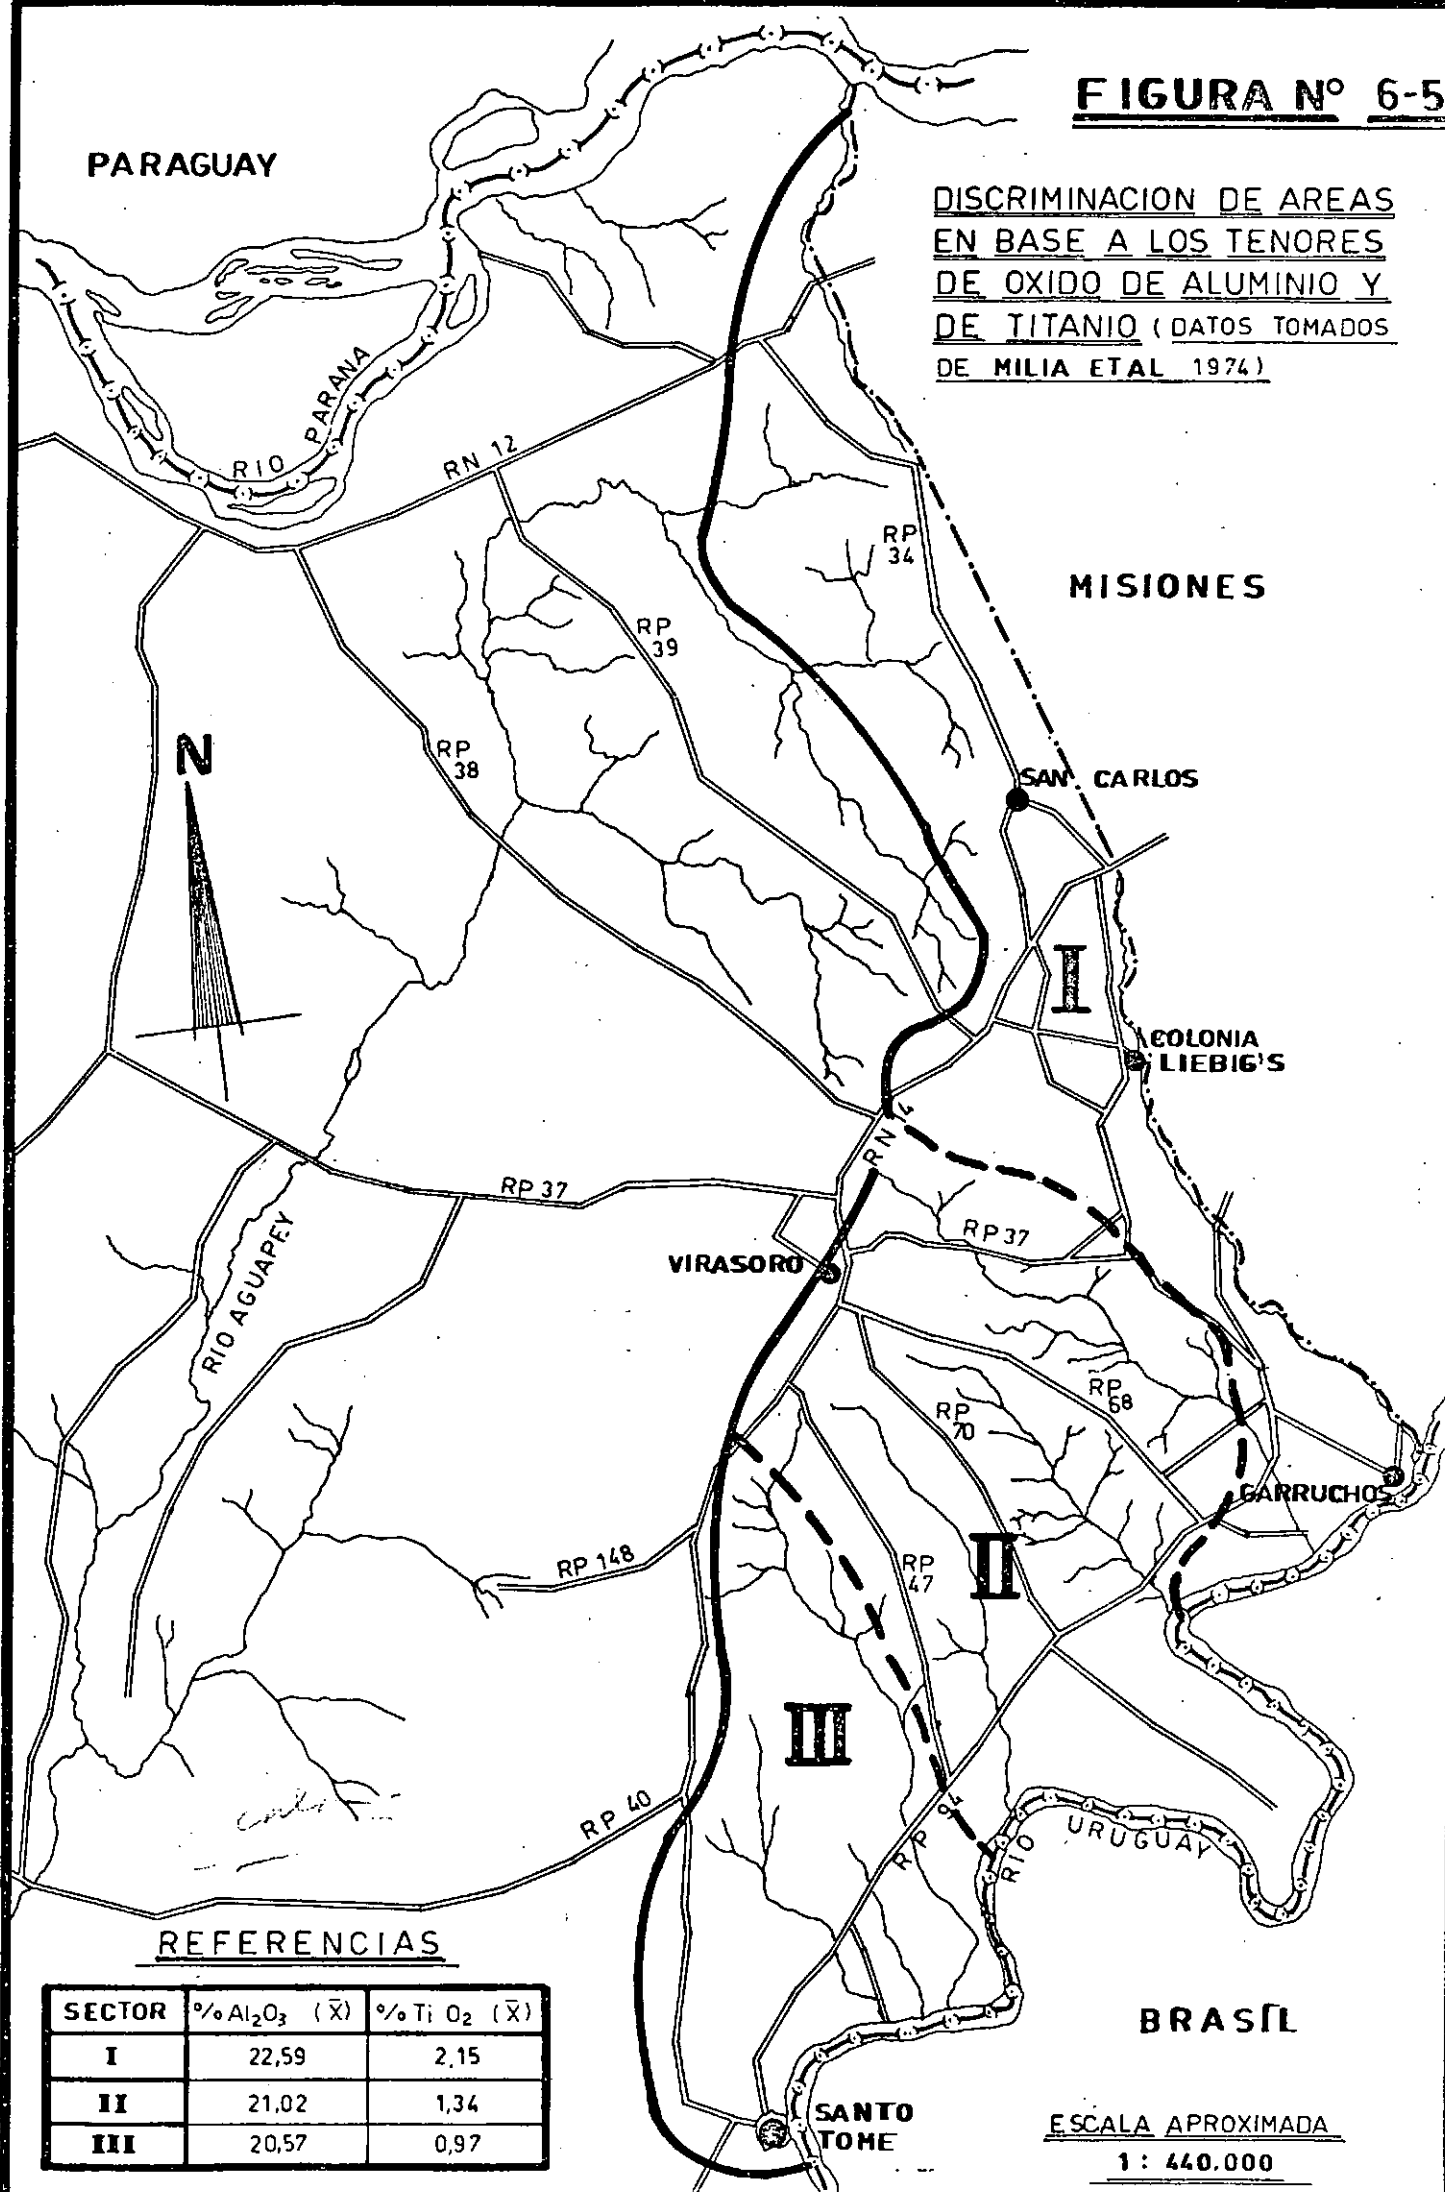 FIGURA Nº 6-5
PARAGUAY
DISCRIMINACION DE AREAS
EN BASE A LOS TENORES
DE OXIDO DE ALUMINIO Y
DE TITANIO (DATOS TOMADOS
DE MILIA ETAL 1974)
RIO PARANA
RN 12
RP
34
MISIONES
RP
39
N
RP
38
SAN CARLOS
I
COLONIA
LIEBIG'S
RN 14
RP 37
RP 37
VIRASORO
RIO AGUAPEY
RP
68
RP
70
GARRUCHOS
RP 148
RP
47
II
III
RP 40
RP 94
RIO URUGUAY
REFERENCIAS
SECTOR %Al₂O₃ (X̄) %Ti O₂ (X̄)
I 22,59 2,15
II 21,02 1,34
III 20,57 0,97
BRASIL
SANTO
TOME
ESCALA APROXIMADA
1 : 440.000